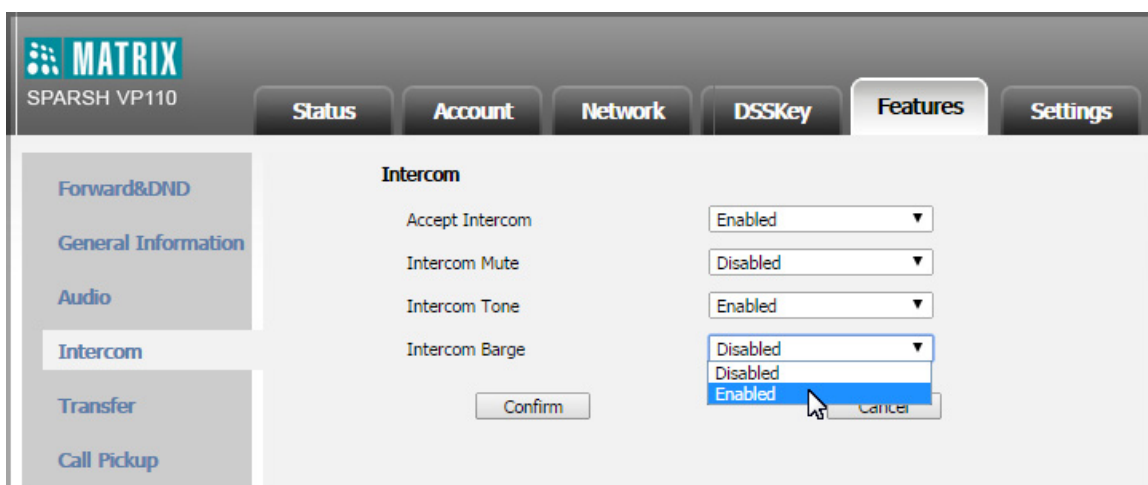 MATRIX
SPARSH VP110
Status Account Network DSSKey Features Settings
Forward&DND
General Information
Audio
Intercom
Transfer
Call Pickup
Intercom
Accept Intercom Enabled
Intercom Mute Disabled
Intercom Tone Enabled
Intercom Barge Disabled
Disabled
Enabled
Confirm Cancel